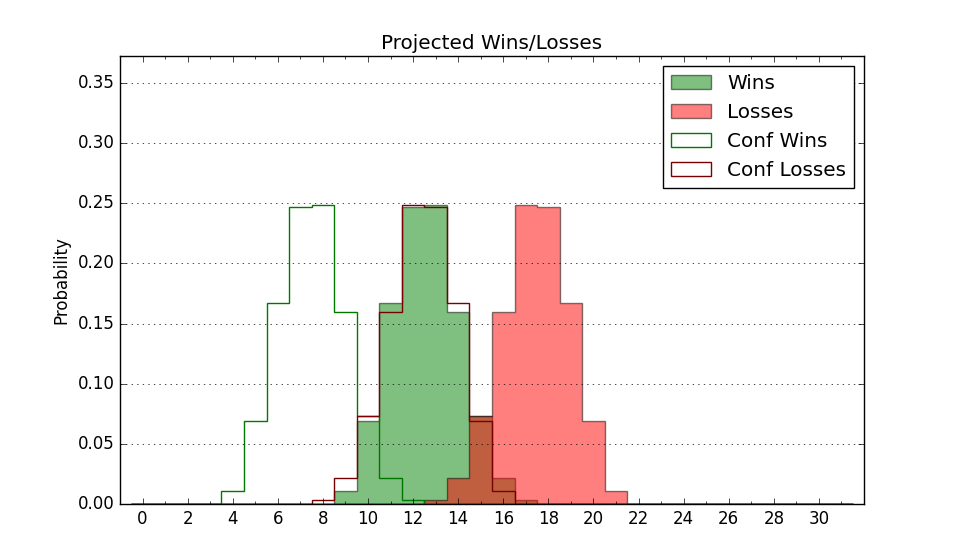 Projected Wins/Losses
Wins
Losses
Conf Wins
Conf Losses
Probability
0.35
0.30
0.25
0.20
0.15
0.10
0.05
0.00
0 2 4 6 8 10 12 14 16 18 20 22 24 26 28 30